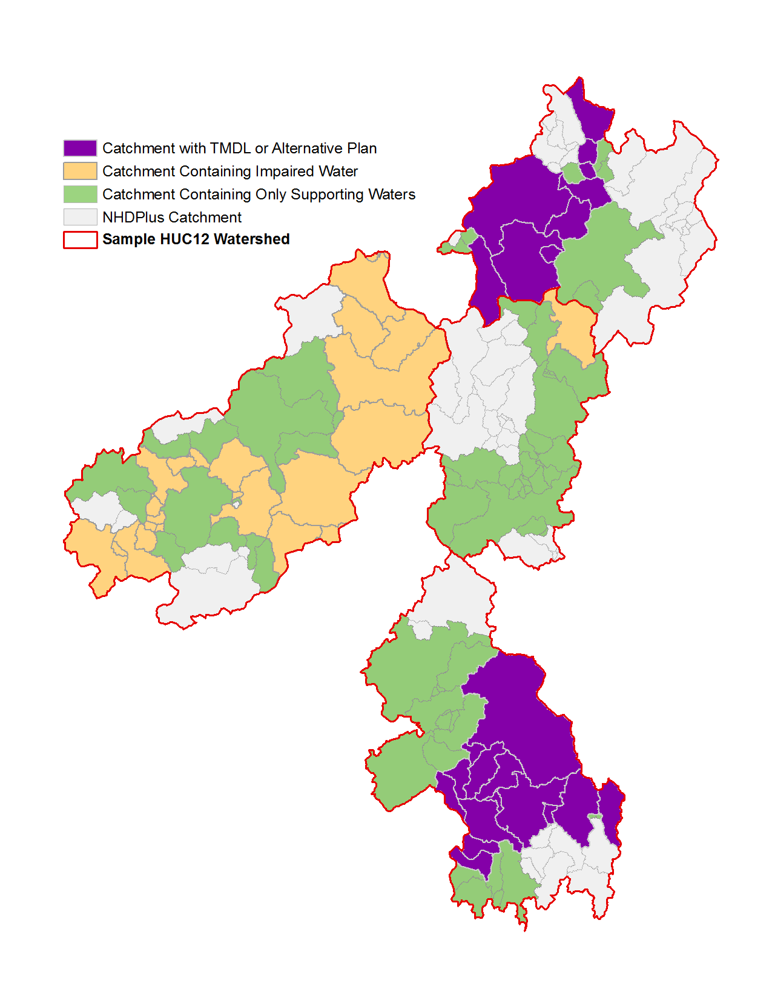 Catchment with TMDL or Alternative Plan
Catchment Containing Impaired Water
Catchment Containing Only Supporting Waters
NHDPlus Catchment
Sample HUC12 Watershed